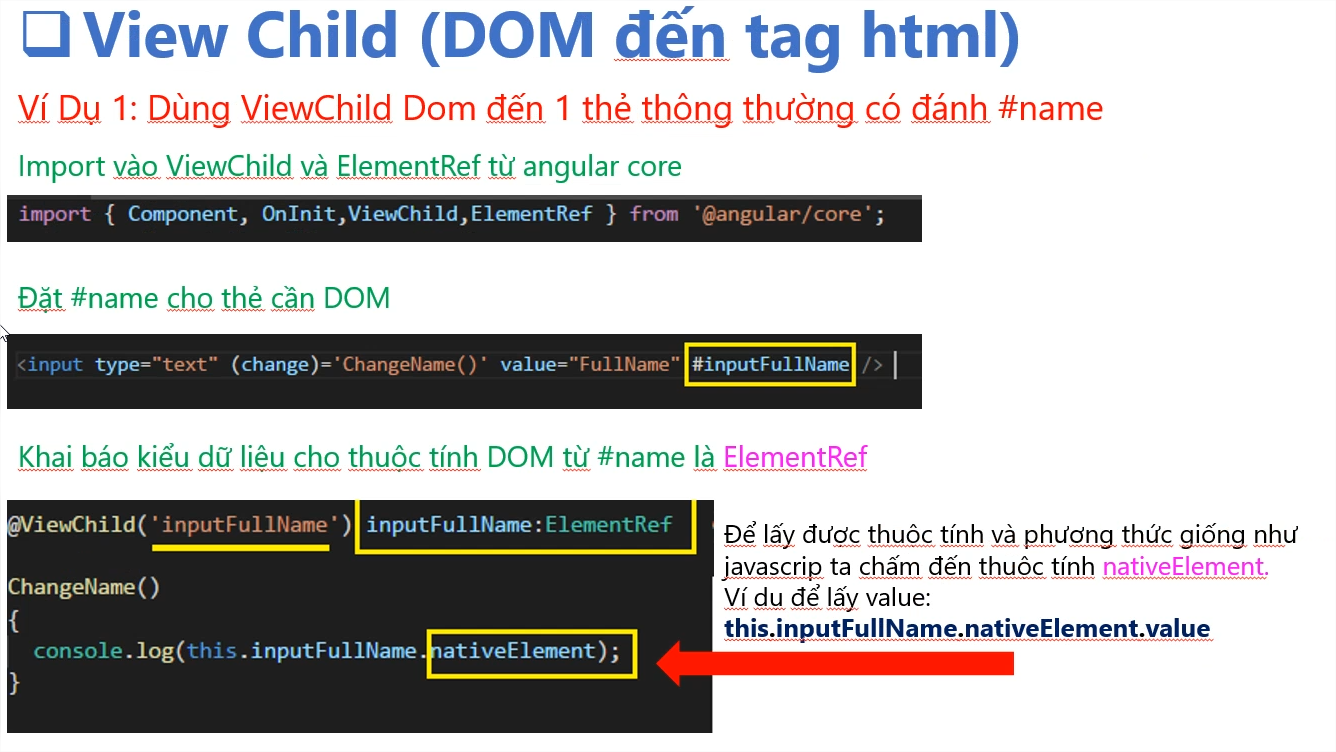 ❑View Child (DOM đến tag html)
Ví Dụ 1: Dùng ViewChild Dom đến 1 thẻ thông thường có đánh #name
Import vào ViewChild và ElementRef từ angular core
import { Component, OnInit,ViewChild,ElementRef } from '@angular/core';
Đặt #name cho thẻ cần DOM
<input type="text" (change)='ChangeName()' value="FullName" #inputFullName />
Khai báo kiểu dữ liệu cho thuộc tính DOM từ #name là ElementRef
@ViewChild('inputFullName') inputFullName:ElementRef
ChangeName()
{
console.log(this.inputFullName.nativeElement);
}
Để lấy được thuộc tính và phương thức giống như
javascrip ta chấm đến thuộc tính nativeElement.
Ví dụ để lấy value:
this.inputFullName.nativeElement.value